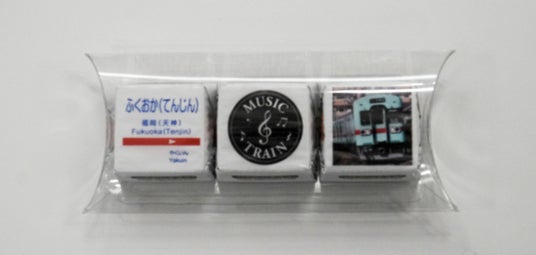 ふくおか(てんじん)
福岡(天神)
Fukuoka(Tenjin)
やくいん
Yakuin
MUSIC
TRAIN